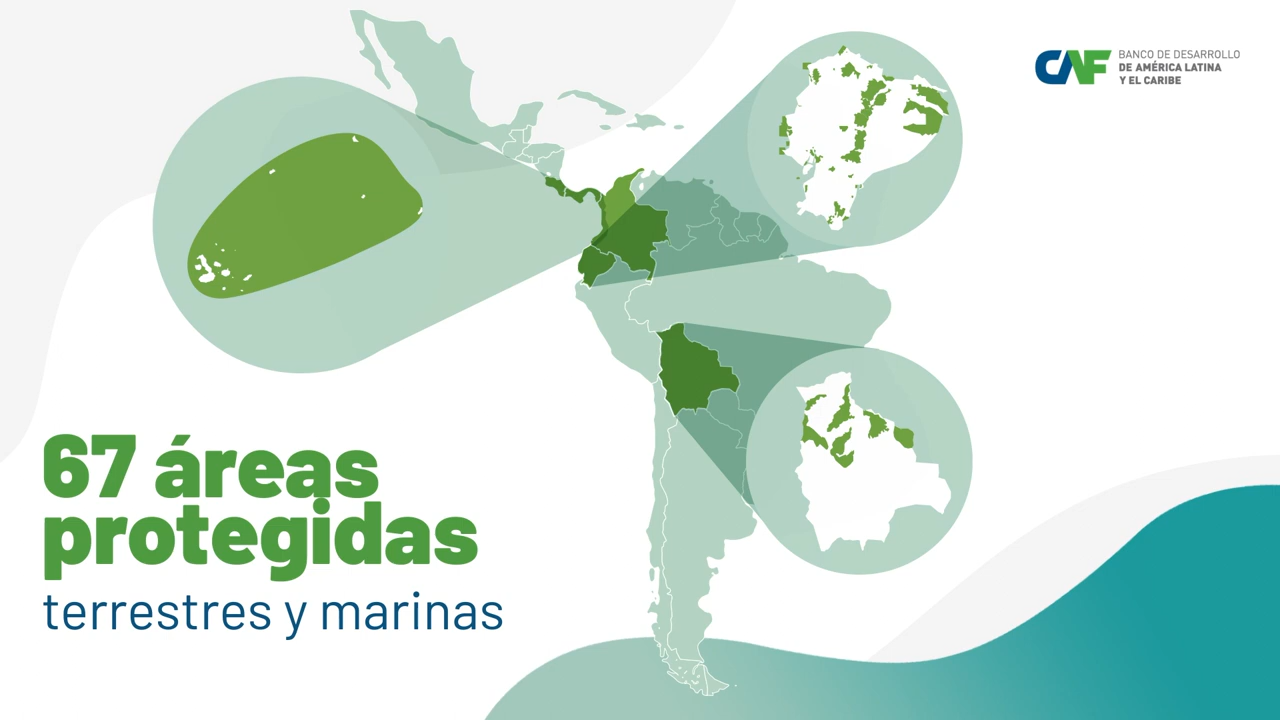 CAF
BANCO DE DESARROLLO
DE AMÉRICA LATINA
Y EL CARIBE
67 áreas
protegidas
terrestres y marinas